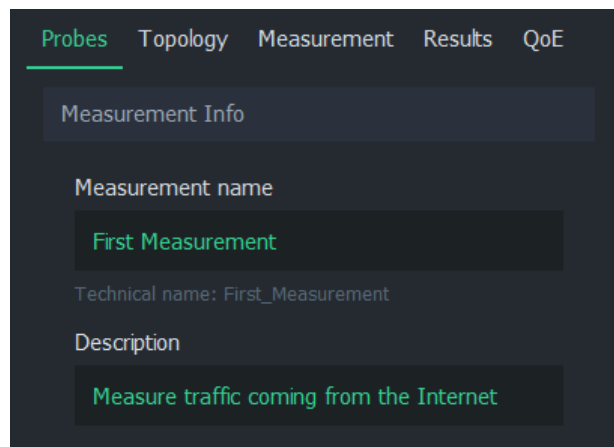 Probes Topology Measurement Results QoE
Measurement Info
Measurement name
First Measurement
Technical name: First_Measurement
Description
Measure traffic coming from the Internet